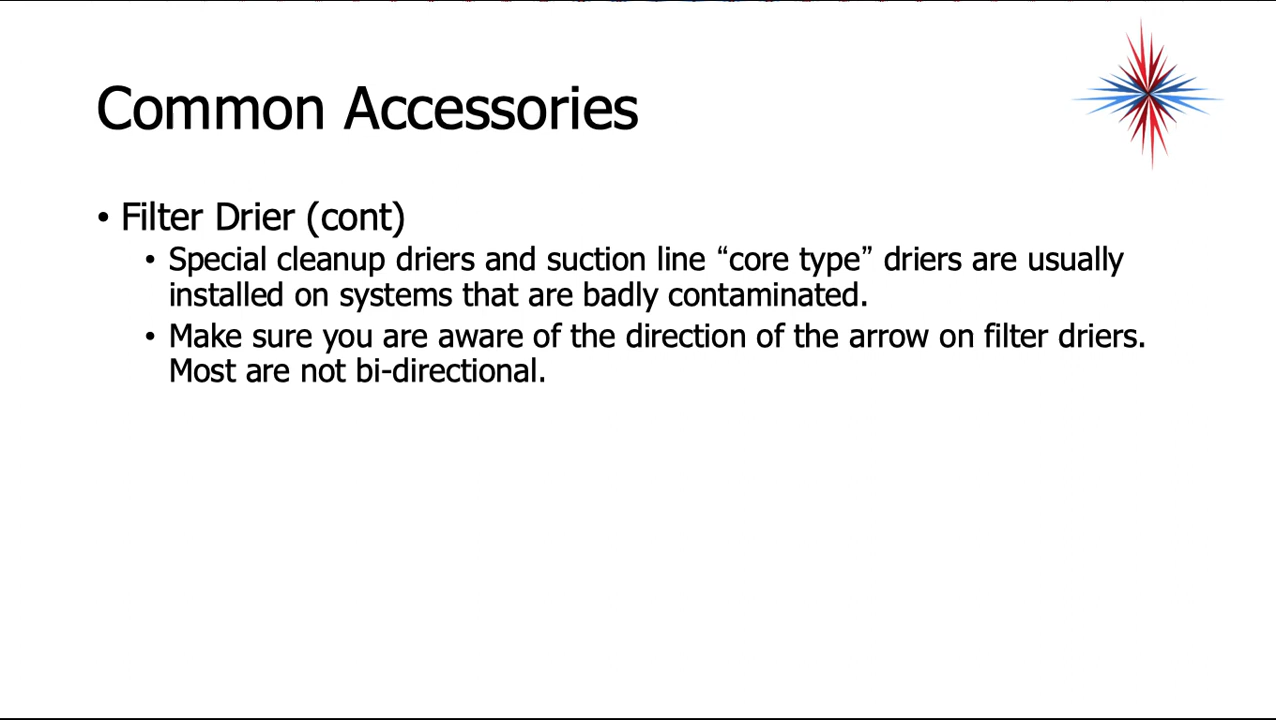 Common Accessories
• Filter Drier (cont)
• Special cleanup driers and suction line “core type” driers are usually
installed on systems that are badly contaminated.
• Make sure you are aware of the direction of the arrow on filter driers.
Most are not bi-directional.